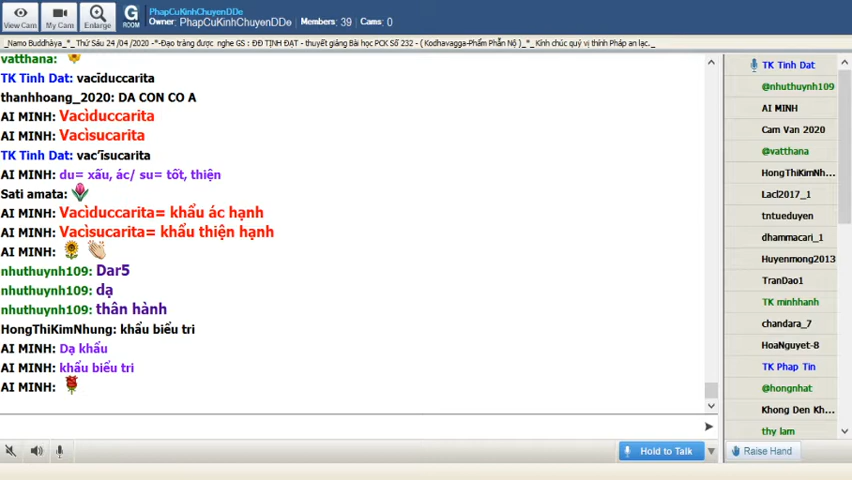 View Cam
My Cam
Enlarge
G
ROOM
PhapCuKinhChuyenDDe
Owner: PhapCuKinhChuyenDDe Members: 39 Cams: 0
_Namo Buddhàya_*_ Thứ Sáu 24 /04 /2020 -*-Đạo tràng được nghe GS : ĐĐ TỊNH ĐẠT - thuyết giảng Bài học PCK Số 232 - ( Kodhavagga-Phẩm Phẫn Nộ )_*_ Kính chúc quý vị thính Pháp an lạc._
vatthana:
TK Tinh Dat: vacīduccarita
thanhhoang_2020: DA CON CO A
AI MINH: Vacìduccarita
AI MINH: Vacìsucarita
TK Tinh Dat: vac'īsucarita
AI MINH: du= xấu, ác/ su= tốt, thiện
Sati amata:
AI MINH: Vacìduccarita= khẩu ác hạnh
AI MINH: Vacìsucarita= khẩu thiện hạnh
AI MINH:
nhuthuynh109: Dar5
nhuthuynh109: dạ
nhuthuynh109: thân hành
HongThiKimNhung: khẩu biểu tri
AI MINH: Dạ khẩu
AI MINH: khẩu biểu tri
AI MINH:
Hold to Talk
TK Tinh Dat
@nhuthuynh109
AI MINH
Cam Van 2020
@vatthana
HongThiKimN...
Lacl2017_1
tntueduyen
dhammacari_1
Huyenmong2013
TranDao1
TK minhhanh
chandara_7
HoaNguyet-8
TK Phap Tin
@hongnhat
Khong Den Kh...
thy lam
Raise Hand